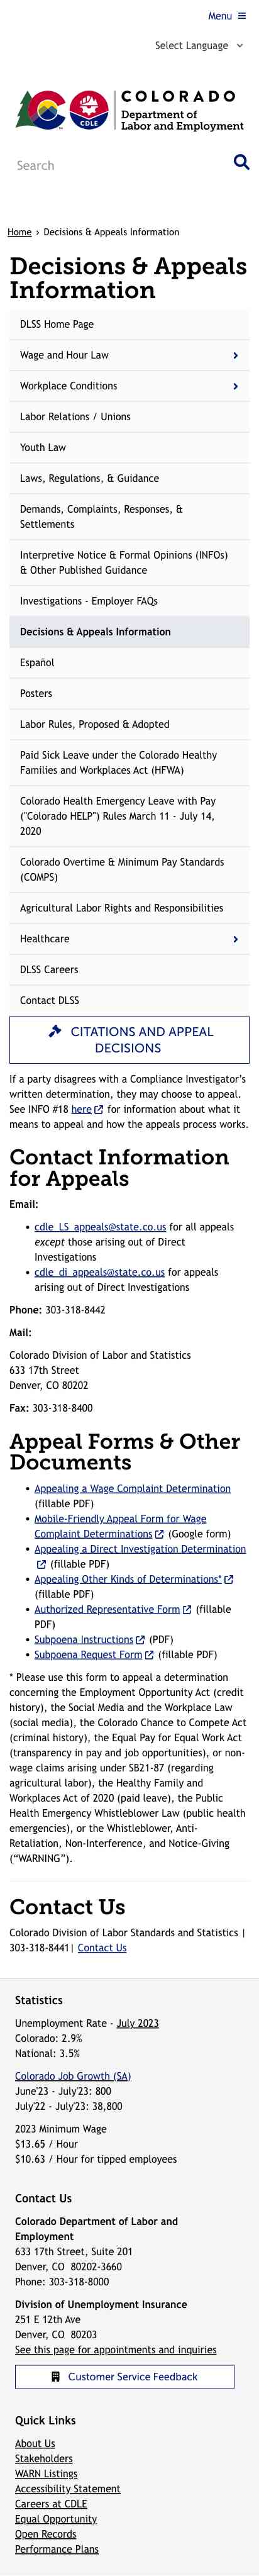 Menu
Select Language
COLORADO
Department of
Labor and Employment
CDLE
Search
Home › Decisions & Appeals Information
Decisions & Appeals
Information
DLSS Home Page
Wage and Hour Law
Workplace Conditions
Labor Relations / Unions
Youth Law
Laws, Regulations, & Guidance
Demands, Complaints, Responses, &
Settlements
Interpretive Notice & Formal Opinions (INFOs)
& Other Published Guidance
Investigations - Employer FAQs
Decisions & Appeals Information
Español
Posters
Labor Rules, Proposed & Adopted
Paid Sick Leave under the Colorado Healthy
Families and Workplaces Act (HFWA)
Colorado Health Emergency Leave with Pay
("Colorado HELP") Rules March 11 - July 14,
2020
Colorado Overtime & Minimum Pay Standards
(COMPS)
Agricultural Labor Rights and Responsibilities
Healthcare
DLSS Careers
Contact DLSS
CITATIONS AND APPEAL
DECISIONS
If a party disagrees with a Compliance Investigator’s
written determination, they may choose to appeal.
See INFO #18 here for information about what it
means to appeal and how the appeals process works.
Contact Information
for Appeals
Email:
• cdle_LS_appeals@state.co.us for all appeals
except those arising out of Direct
Investigations
• cdle_di_appeals@state.co.us for appeals
arising out of Direct Investigations
Phone: 303-318-8442
Mail:
Colorado Division of Labor and Statistics
633 17th Street
Denver, CO 80202
Fax: 303-318-8400
Appeal Forms & Other
Documents
• Appealing a Wage Complaint Determination
(fillable PDF)
• Mobile-Friendly Appeal Form for Wage
Complaint Determinations (Google form)
• Appealing a Direct Investigation Determination
(fillable PDF)
• Appealing Other Kinds of Determinations*
(fillable PDF)
• Authorized Representative Form (fillable
PDF)
• Subpoena Instructions (PDF)
• Subpoena Request Form (fillable PDF)
* Please use this form to appeal a determination
concerning the Employment Opportunity Act (credit
history), the Social Media and the Workplace Law
(social media), the Colorado Chance to Compete Act
(criminal history), the Equal Pay for Equal Work Act
(transparency in pay and job opportunities), or non-
wage claims arising under SB21-87 (regarding
agricultural labor), the Healthy Family and
Workplaces Act of 2020 (paid leave), the Public
Health Emergency Whistleblower Law (public health
emergencies), or the Whistleblower, Anti-
Retaliation, Non-Interference, and Notice-Giving
(“WARNING”).
Contact Us
Colorado Division of Labor Standards and Statistics |
303-318-8441| Contact Us
Statistics
Unemployment Rate - July 2023
Colorado: 2.9%
National: 3.5%
Colorado Job Growth (SA)
June'23 - July'23: 800
July'22 - July'23: 38,800
2023 Minimum Wage
$13.65 / Hour
$10.63 / Hour for tipped employees
Contact Us
Colorado Department of Labor and
Employment
633 17th Street, Suite 201
Denver, CO  80202-3660
Phone: 303-318-8000
Division of Unemployment Insurance
251 E 12th Ave
Denver, CO  80203
See this page for appointments and inquiries
Customer Service Feedback
Quick Links
About Us
Stakeholders
WARN Listings
Accessibility Statement
Careers at CDLE
Equal Opportunity
Open Records
Performance Plans